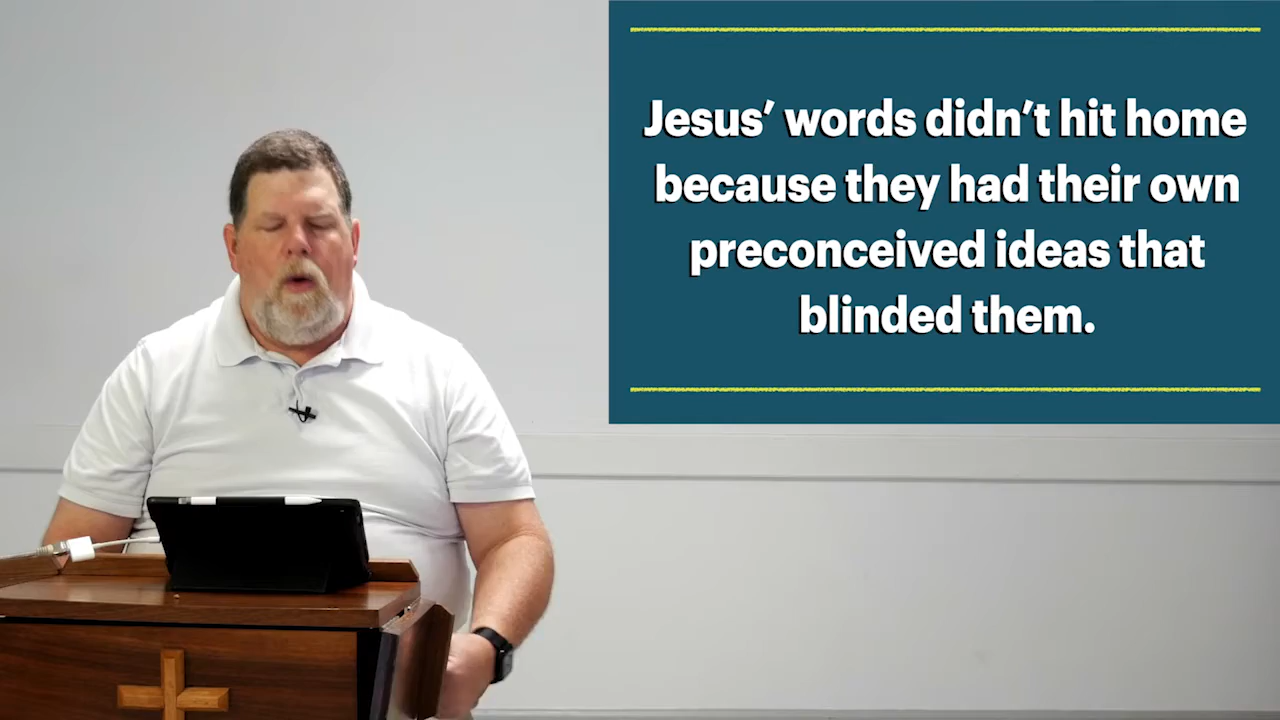 Jesus’ words didn’t hit home
because they had their own
preconceived ideas that
blinded them.